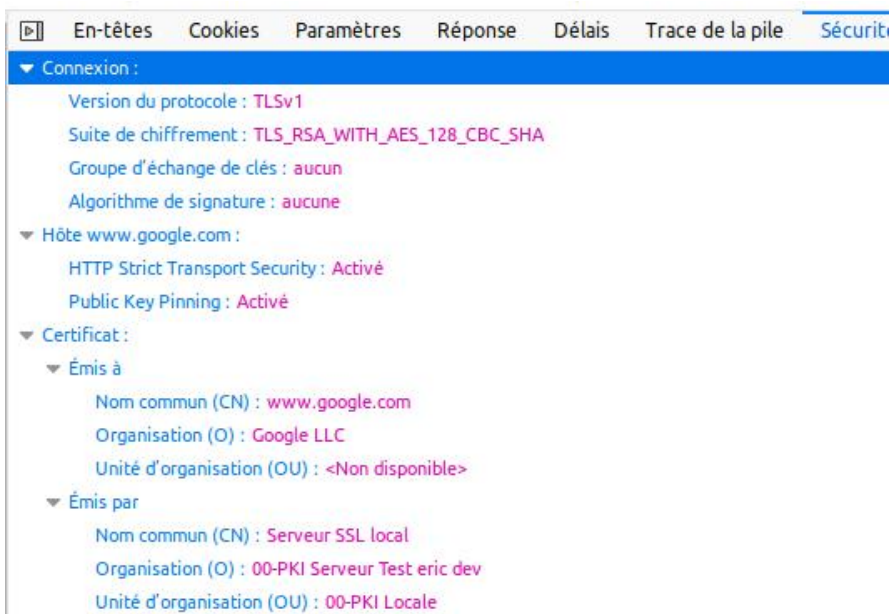 En-têtes Cookies Paramètres Réponse Délais Trace de la pile Sécurité
Connexion :
Version du protocole : TLSv1
Suite de chiffrement : TLS_RSA_WITH_AES_128_CBC_SHA
Groupe d'échange de clés : aucun
Algorithme de signature : aucune
Hôte www.google.com :
HTTP Strict Transport Security : Activé
Public Key Pinning : Activé
Certificat :
Émis à
Nom commun (CN) : www.google.com
Organisation (O) : Google LLC
Unité d'organisation (OU) : <Non disponible>
Émis par
Nom commun (CN) : Serveur SSL local
Organisation (O) : 00-PKI Serveur Test eric dev
Unité d'organisation (OU) : 00-PKI Locale